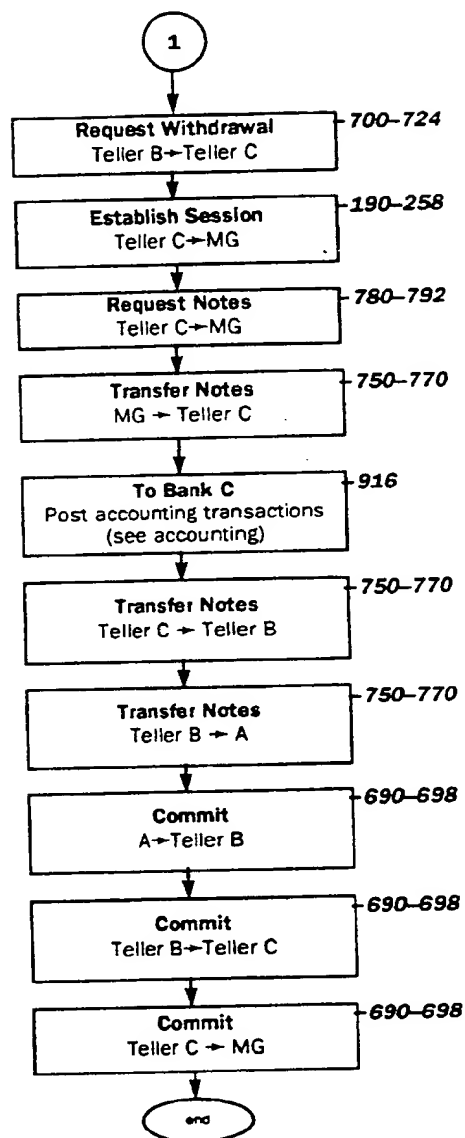 1
Request Withdrawal
Teller B→Teller C
700–724
Establish Session
Teller C→MG
190–258
Request Notes
Teller C→MG
780–792
Transfer Notes
MG → Teller C
750–770
To Bank C
Post accounting transactions
(see accounting)
916
Transfer Notes
Teller C → Teller B
750–770
Transfer Notes
Teller B → A
750–770
Commit
A→Teller B
690–698
Commit
Teller B→Teller C
690–698
Commit
Teller C → MG
690–698
end